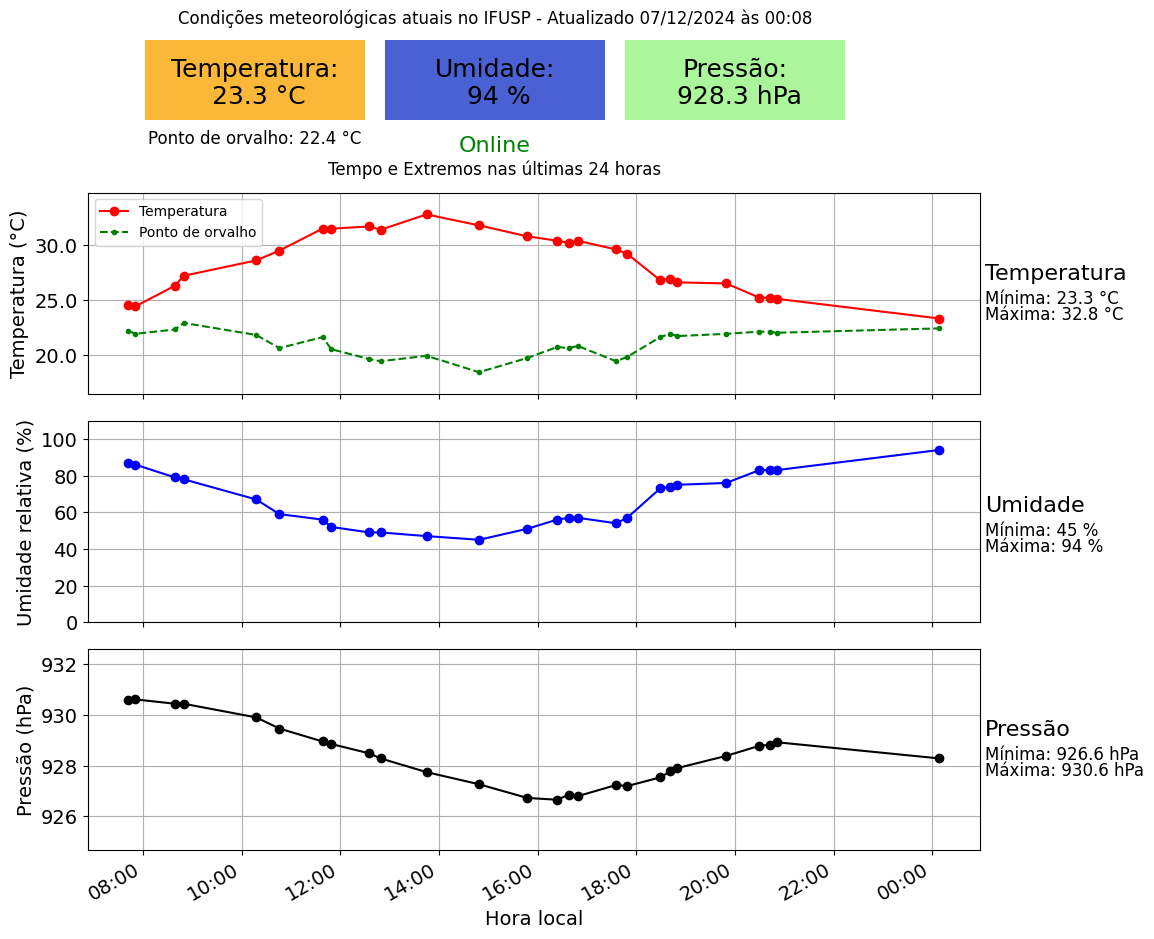 Condições meteorológicas atuais no IFUSP - Atualizado 07/12/2024 às 00:08
Temperatura:
23.3 °C
Umidade:
94 %
Pressão:
928.3 hPa
Ponto de orvalho: 22.4 °C
Online
Tempo e Extremos nas últimas 24 horas
Temperatura (°C)
30.0
25.0
20.0
Temperatura
Ponto de orvalho
Temperatura
Mínima: 23.3 °C
Máxima: 32.8 °C
Umidade relativa (%)
100
80
60
40
20
0
Umidade
Mínima: 45 %
Máxima: 94 %
Pressão (hPa)
932
930
928
926
Pressão
Mínima: 926.6 hPa
Máxima: 930.6 hPa
08:00 10:00 12:00 14:00 16:00 18:00 20:00 22:00 00:00
Hora local